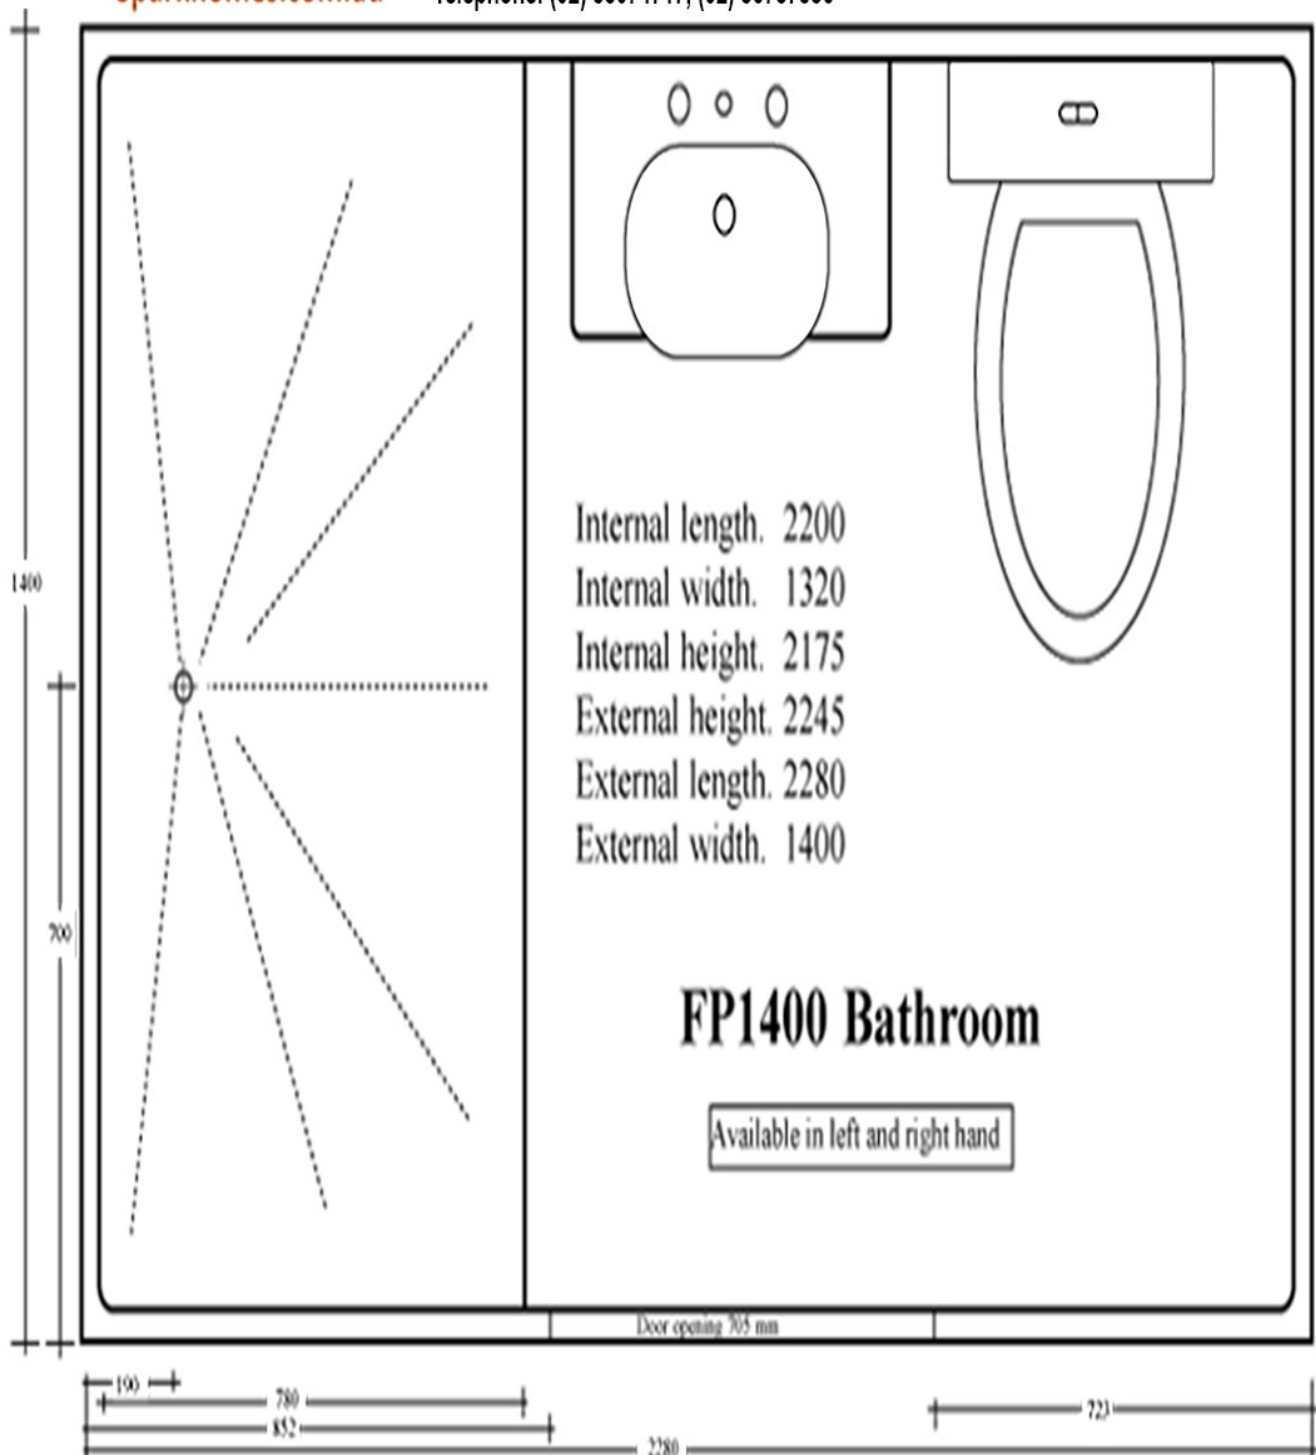 1400
700
Internal length. 2200
Internal width. 1320
Internal height. 2175
External height. 2245
External length. 2280
External width. 1400
FP1400 Bathroom
Available in left and right hand
Door opening 705 mm
190
780
852
723
2280